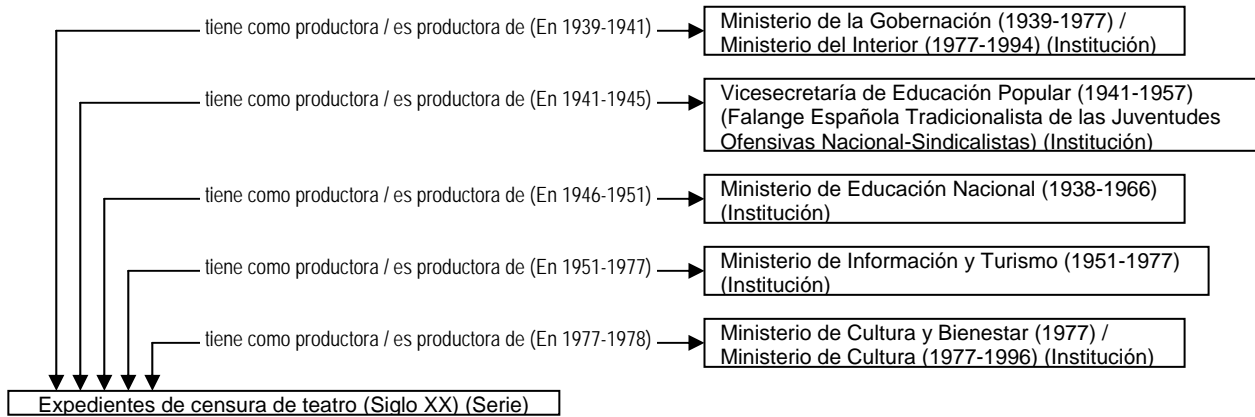 tiene como productora / es productora de (En 1939-1941)
Ministerio de la Gobernación (1939-1977) /
Ministerio del Interior (1977-1994) (Institución)
tiene como productora / es productora de (En 1941-1945)
Vicesecretaría de Educación Popular (1941-1957)
(Falange Española Tradicionalista de las Juventudes
Ofensivas Nacional-Sindicalistas) (Institución)
tiene como productora / es productora de (En 1946-1951)
Ministerio de Educación Nacional (1938-1966)
(Institución)
tiene como productora / es productora de (En 1951-1977)
Ministerio de Información y Turismo (1951-1977)
(Institución)
tiene como productora / es productora de (En 1977-1978)
Ministerio de Cultura y Bienestar (1977) /
Ministerio de Cultura (1977-1996) (Institución)
Expedientes de censura de teatro (Siglo XX) (Serie)